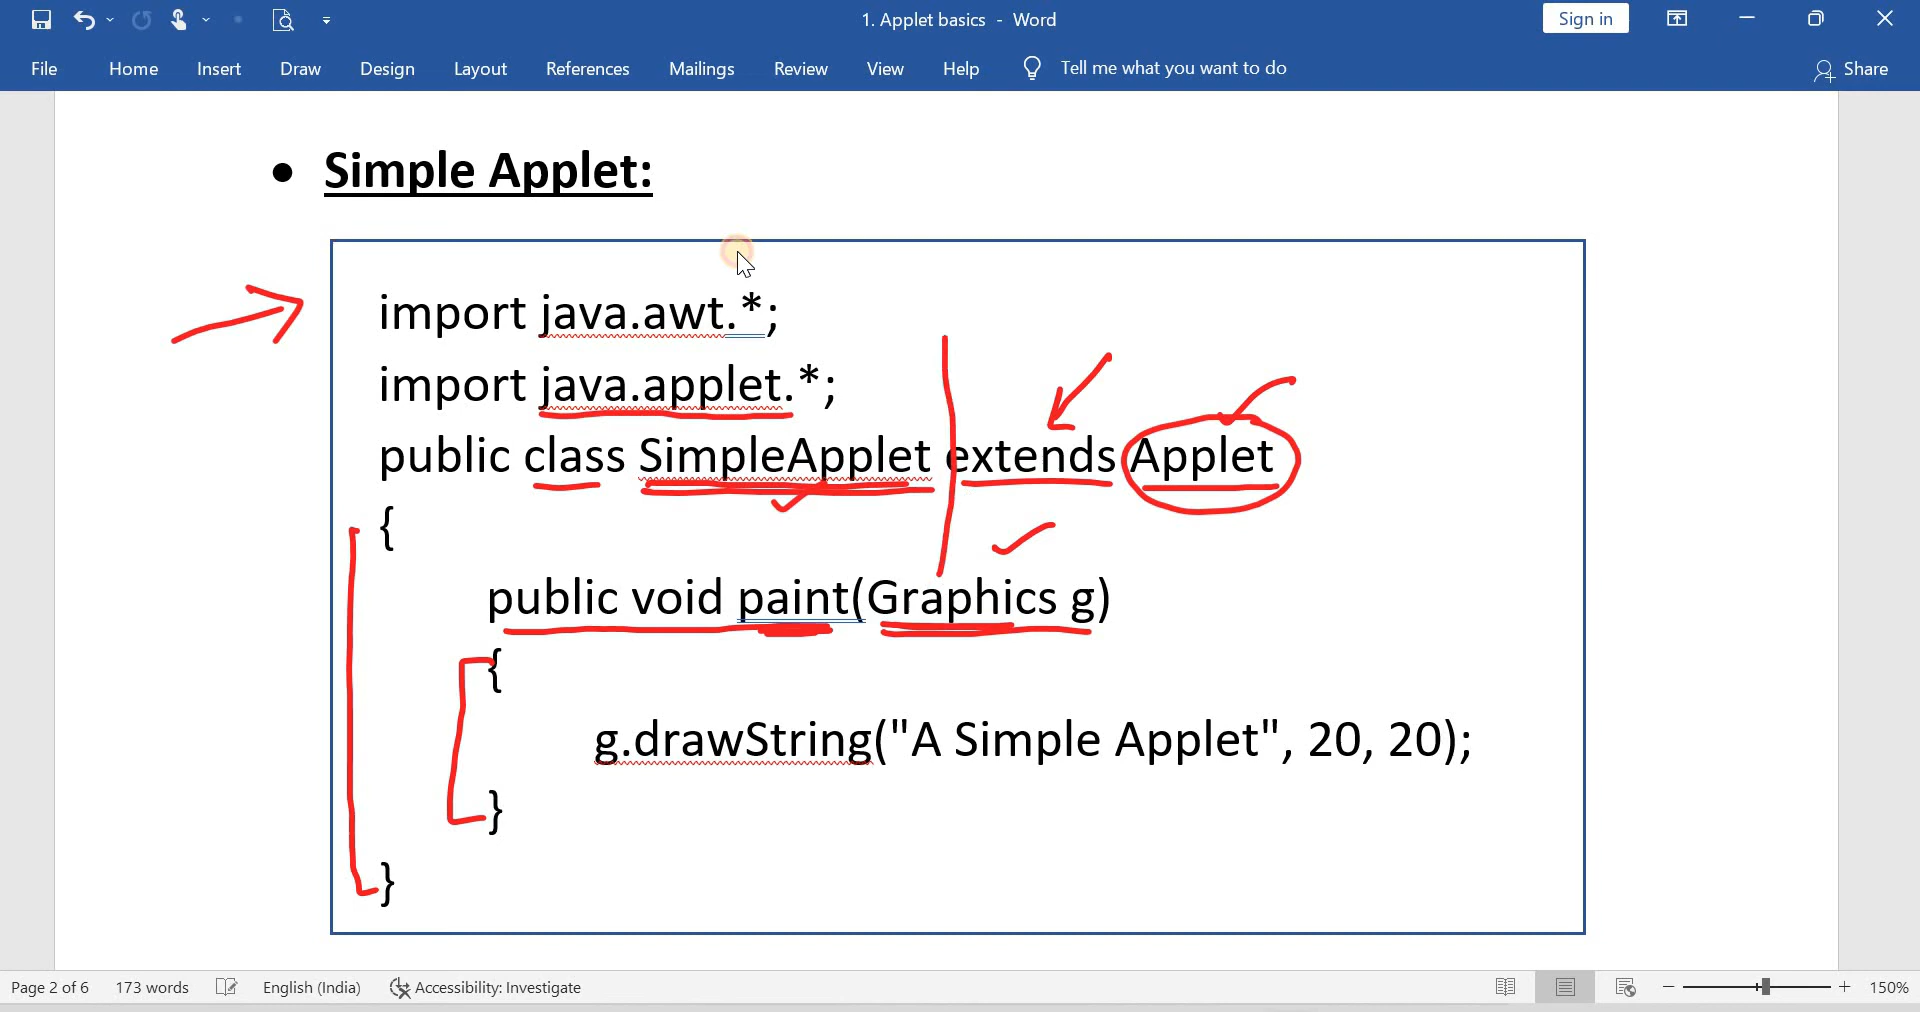 1. Applet basics - Word
Sign in
File Home Insert Draw Design Layout References Mailings Review View Help Tell me what you want to do Share
• Simple Applet:
import java.awt.*;
import java.applet.*;
public class SimpleApplet extends Applet
{
public void paint(Graphics g)
{
g.drawString("A Simple Applet", 20, 20);
}
}
Page 2 of 6 173 words English (India) Accessibility: Investigate 150%